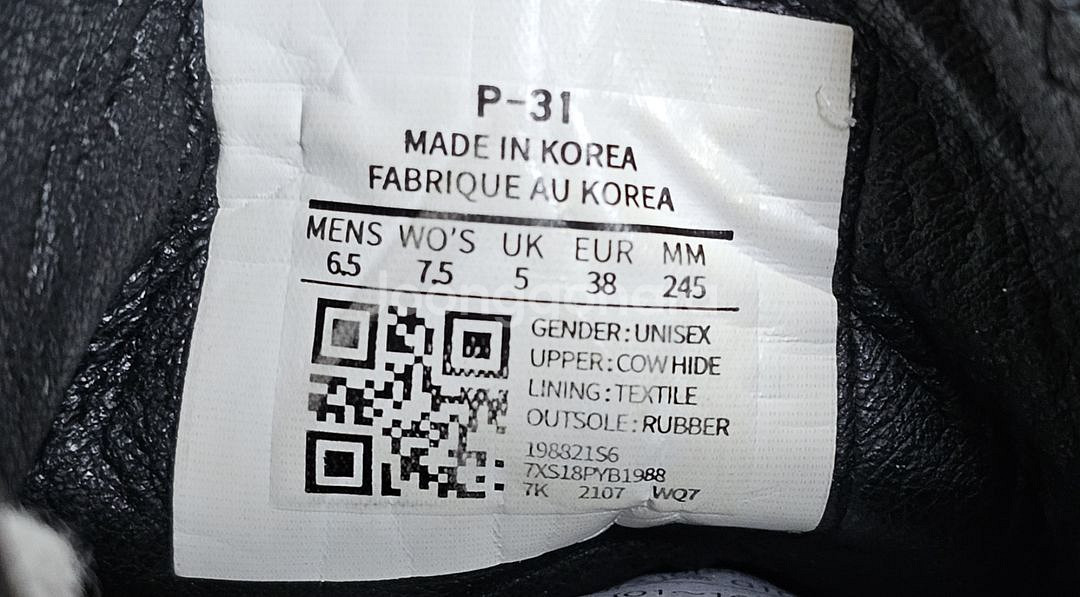 P-31
MADE IN KOREA
FABRIQUE AU KOREA
MENS WO'S UK EUR MM
6.5 7.5 5 38 245
GENDER:UNISEX
UPPER:COW HIDE
LINING:TEXTILE
OUTSOLE:RUBBER
198821S6
7XS18PYB1988
7K 2107 WQ7